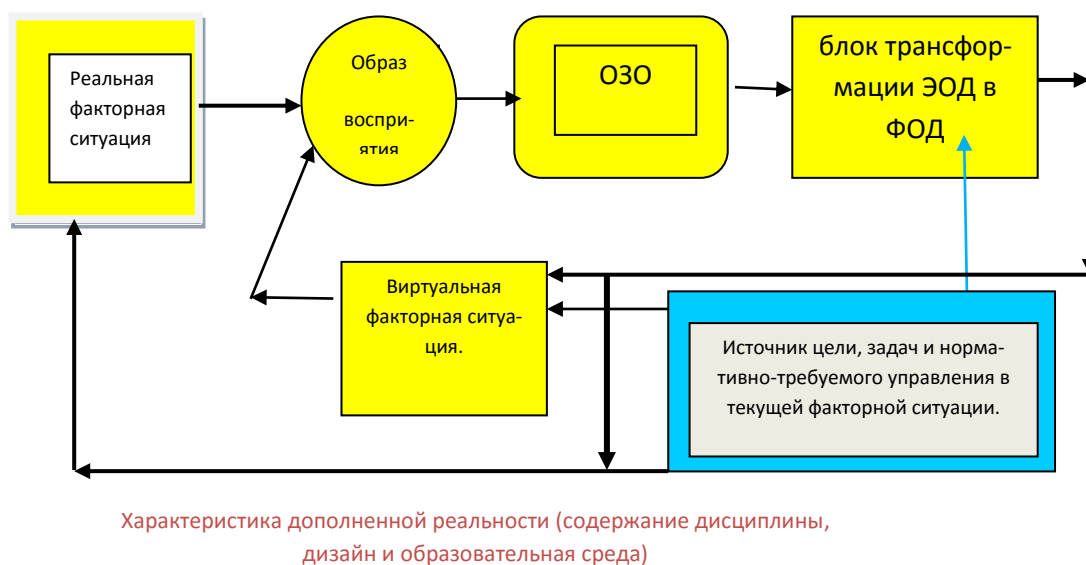 Реальная
факторная
ситуация
Образ
воспри-
ятия
ОЗО
блок трансфор-
мации ЭОД в
ФОД
Виртуальная
факторная ситуа-
ция.
Источник цели, задач и норма-
тивно-требуемого управления в
текущей факторной ситуации.
Характеристика дополненной реальности (содержание дисциплины,
дизайн и образовательная среда)